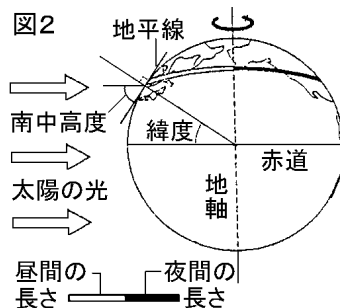 図2
地平線
南中高度
緯度
赤道
太陽の光
地軸
昼間の長さ
夜間の長さ